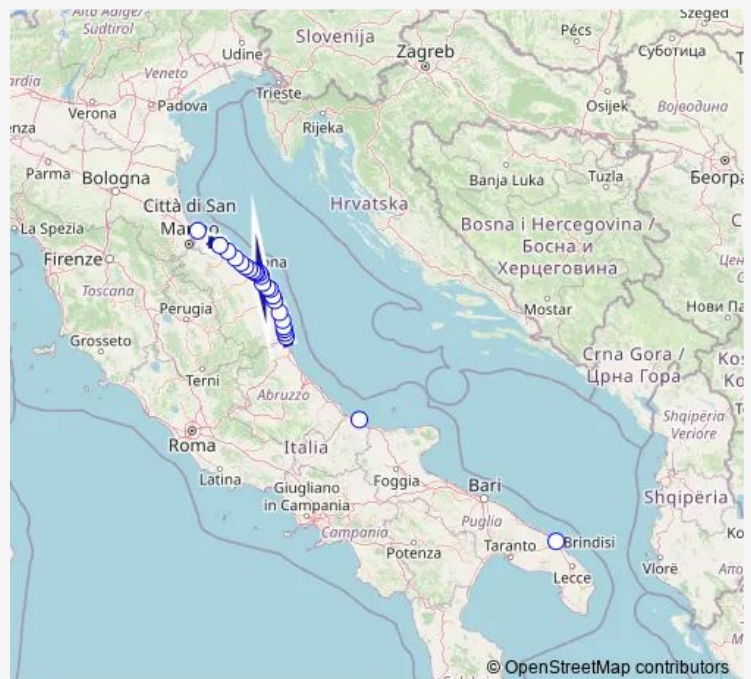 Alto Adige/
Südtirol
Slovenija
Pécs
Szeged
Udine
Zagreb
Суботица
Veneto
Trieste
Verona
Padova
Rijeka
Osijek
Војводина
Parma
Bologna
Banja Luka
Tuzla
Città di San
Hrvatska
La Spezia
Bosna i Hercegovina /
Босна и
Херцеговина
Firenze
Toscana
Perugia
Mostar
Grosseto
Crna Gora /
Црна Гора
Terni
Abruzzo
Shqipëria
Veriore
Roma
Italia
Latina
Foggia
Bari
Giugliano
in Campania
Shqipëria
Campania
Puglia
Potenza
Taranto
Brindisi
Lecce
Vlorë
© OpenStreetMap contributors